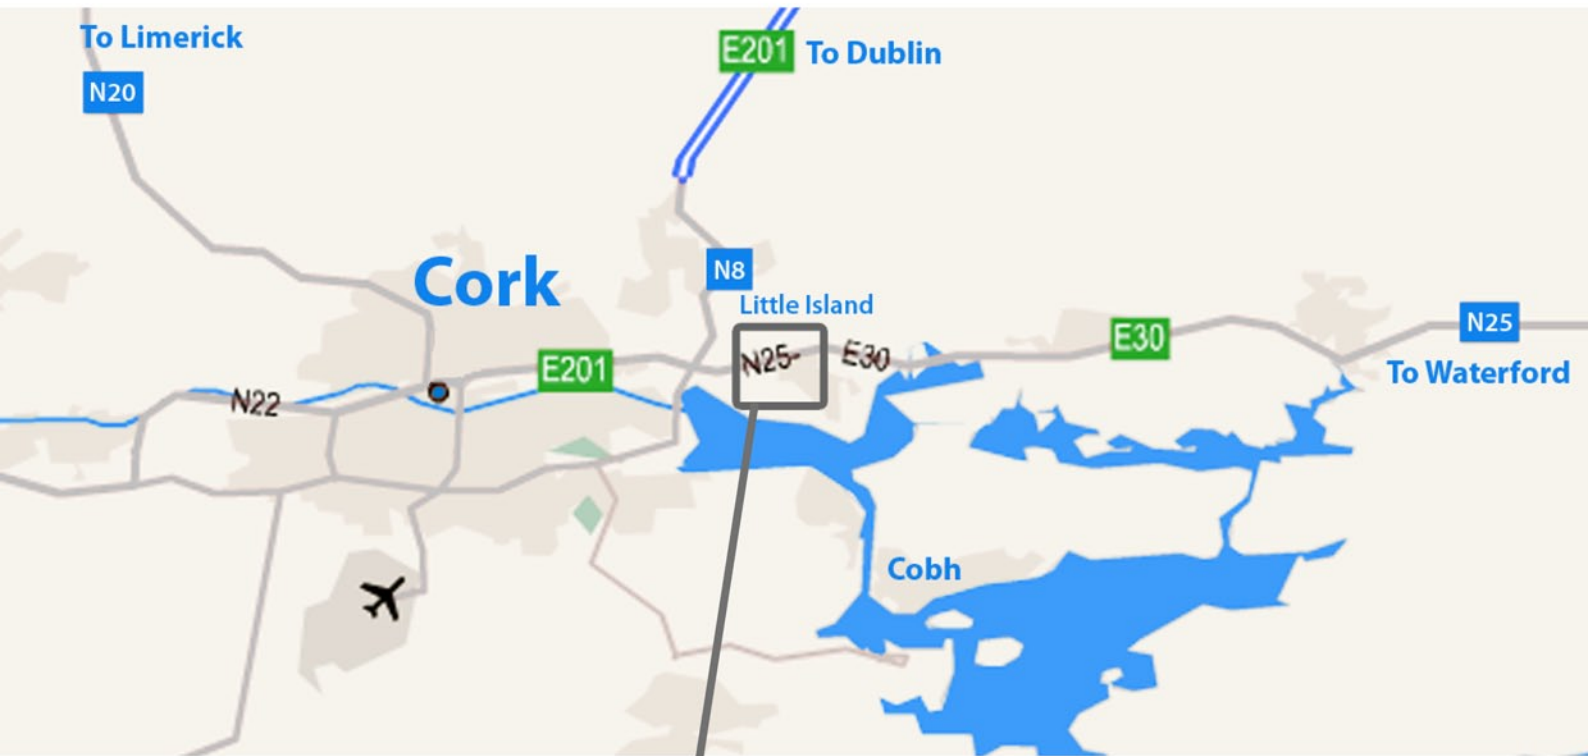 To Limerick
N20
E201 To Dublin
Cork
N8
Little Island
N25-
E30
E30
N25
To Waterford
E201
N22
Cobh